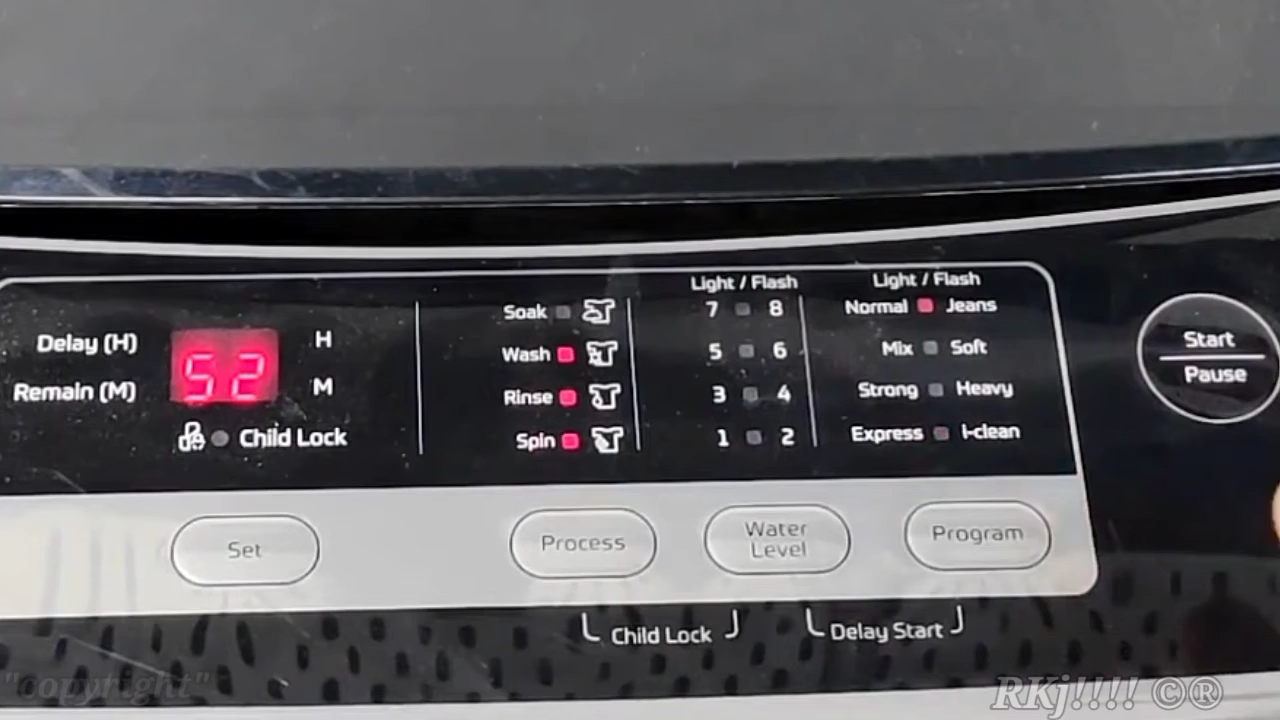 Light / Flash Light / Flash
Delay (H) 52 H Soak 7 8 Normal Jeans
Wash 5 6 Mix Soft
Remain (M) M Rinse 3 4 Strong Heavy
Child Lock Spin 1 2 Express i-clean
Start
Pause
Set Process Water Level Program
Child Lock Delay Start
"copyright" RKj!!!! ©®